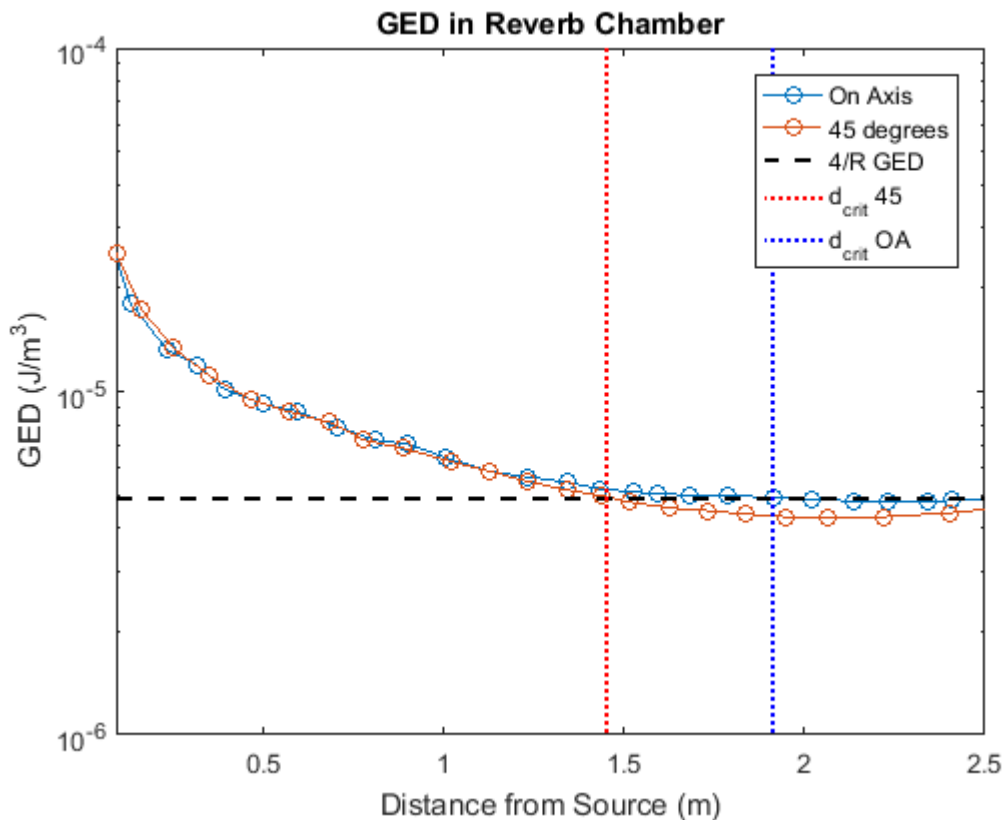 GED in Reverb Chamber
10^-4
On Axis
45 degrees
4/R GED
d_crit 45
d_crit OA
GED (J/m^3)
10^-5
10^-6
0.5 1 1.5 2 2.5
Distance from Source (m)